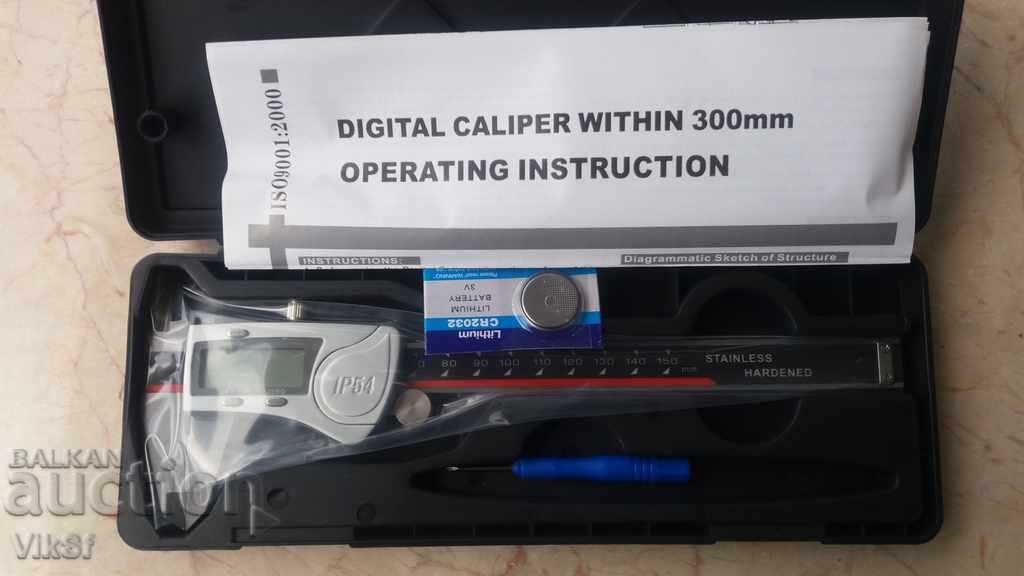 ISO9001:2000
DIGITAL CALIPER WITHIN 300mm
OPERATING INSTRUCTION
INSTRUCTIONS:
Diagrammatic Sketch of Structure
Lithium
CR2032
LITHIUM
BATTERY
3V
IP54
80 90 100 110 120 130 140 150
mm
STAINLESS
HARDENED
BALKAN
auction
VikSf